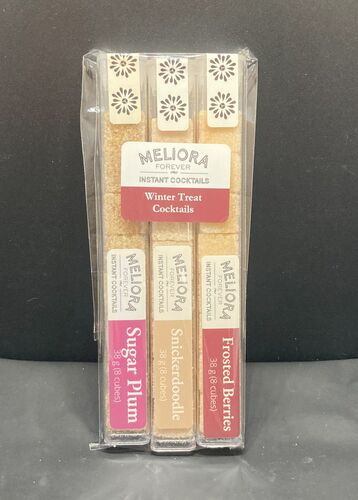 MELIORA
FOREVER
INSTANT COCKTAILS
Winter Treat
Cocktails
MELIORA
FOREVER
INSTANT COCKTAILS
Sugar Plum
38 g (8 cubes)
MELIORA
FOREVER
INSTANT COCKTAILS
Snickerdoodle
38 g (8 cubes)
MELIORA
FOREVER
INSTANT COCKTAILS
Frosted Berries
38 g (8 cubes)